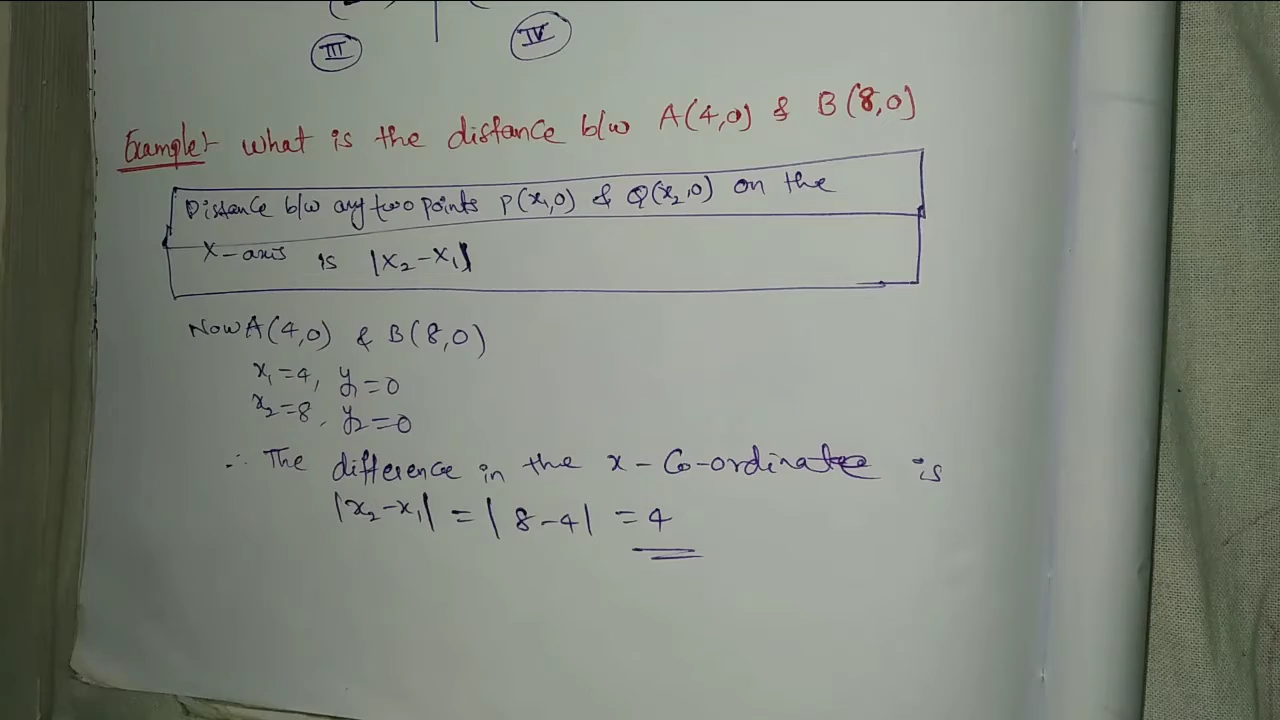 III IV
Example:- what is the distance b/w A(4,0) & B(8,0)
Distance b/w any two points P(x₁,0) & Q(x₂,0) on the
X-axis is |x₂-x₁|
Now A(4,0) & B(8,0)
x₁=4, y₁=0
x₂=8, y₂=0
∴ The difference in the x-Co-ordinate is
|x₂-x₁| = |8-4| = 4